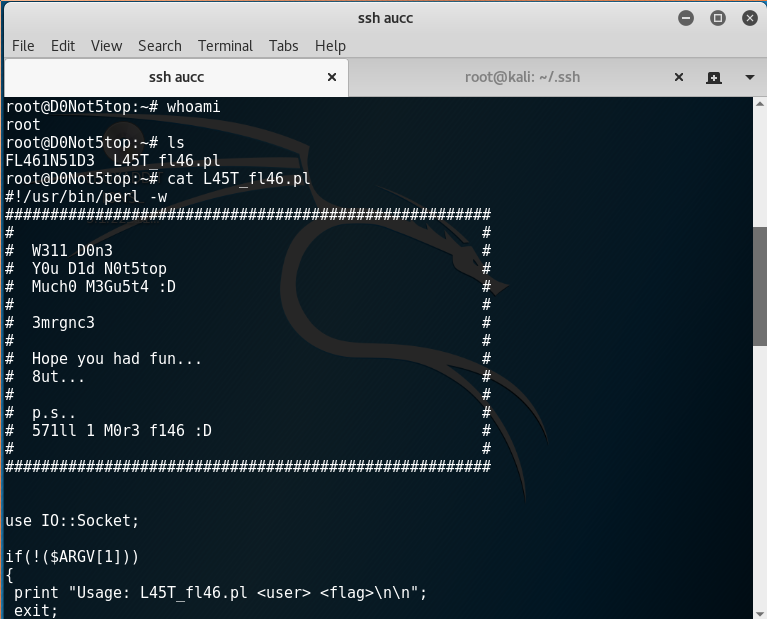 ssh aucc
File Edit View Search Terminal Tabs Help
ssh aucc × root@kali: ~/.ssh ×
root@D0Not5top:~# whoami
root
root@D0Not5top:~# ls
FL461N51D3  L45T_fl46.pl
root@D0Not5top:~# cat L45T_fl46.pl
#!/usr/bin/perl -w
######################################################
#                                                    #
#  W311 D0n3                                         #
#  Y0u D1d N0t5top                                   #
#  Much0 M3Gu5t4 :D                                  #
#                                                    #
#  3mrgnc3                                           #
#                                                    #
#  Hope you had fun...                               #
#  8ut...                                            #
#                                                    #
#  p.s..                                             #
#  571ll 1 M0r3 f146 :D                              #
#                                                    #
######################################################
use IO::Socket;
if(!($ARGV[1]))
{
 print "Usage: L45T_fl46.pl <user> <flag>\n\n";
 exit;